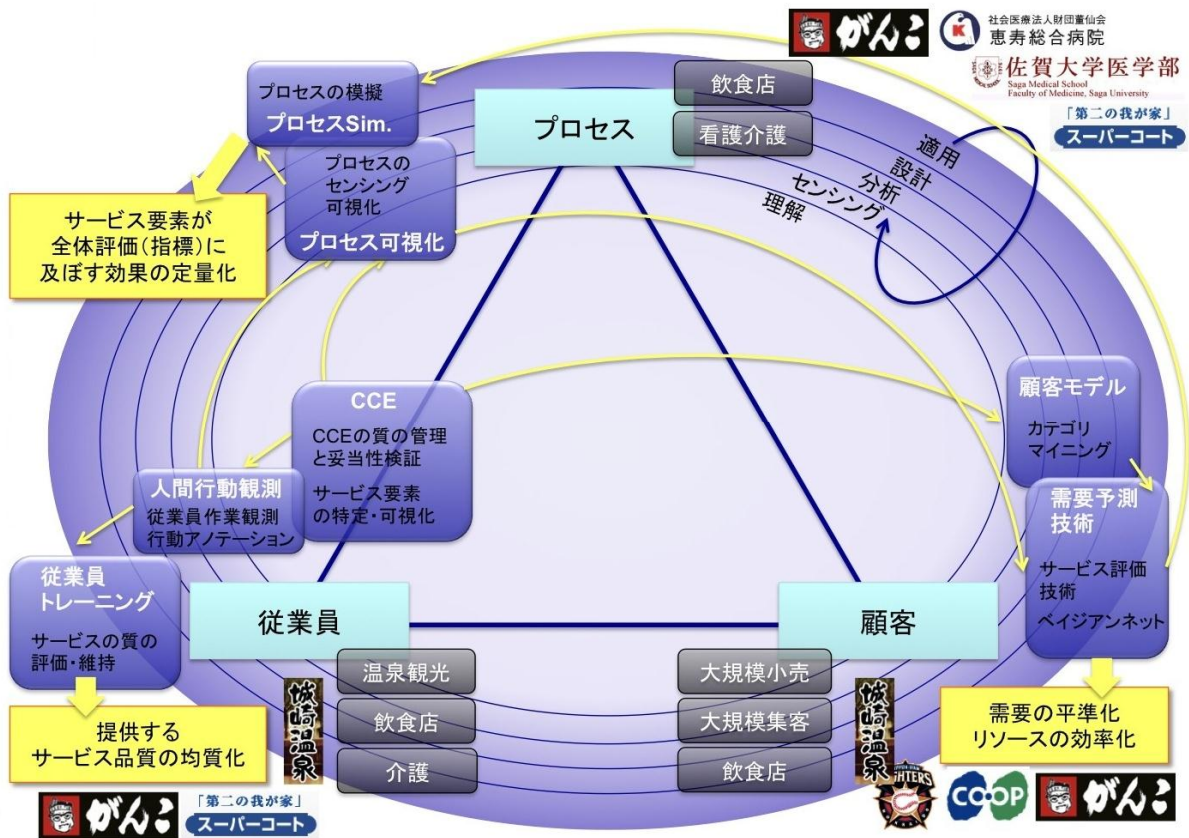 がんこ
社会医療法人財団董仙会
恵寿総合病院
佐賀大学医学部
Saga Medical School
Faculty of Medicine, Saga University
「第二の我が家」
スーパーコート
プロセスの模擬
プロセスSim.
プロセスの
センシング
可視化
プロセス可視化
プロセス
飲食店
看護介護
適用
設計
分析
センシング
理解
サービス要素が
全体評価(指標)に
及ぼす効果の定量化
CCE
CCEの質の管理
と妥当性検証
サービス要素
の特定・可視化
人間行動観測
従業員作業観測
行動アノテーション
顧客モデル
カテゴリ
マイニング
需要予測
技術
サービス評価
技術
ベイジアンネット
従業員
トレーニング
サービスの質の
評価・維持
従業員
顧客
温泉観光
飲食店
介護
大規模小売
大規模集客
飲食店
城崎温泉
城崎温泉
提供する
サービス品質の均質化
需要の平準化
リソースの効率化
がんこ
「第二の我が家」
スーパーコート
FIGHTERS
CO・OP
がんこ